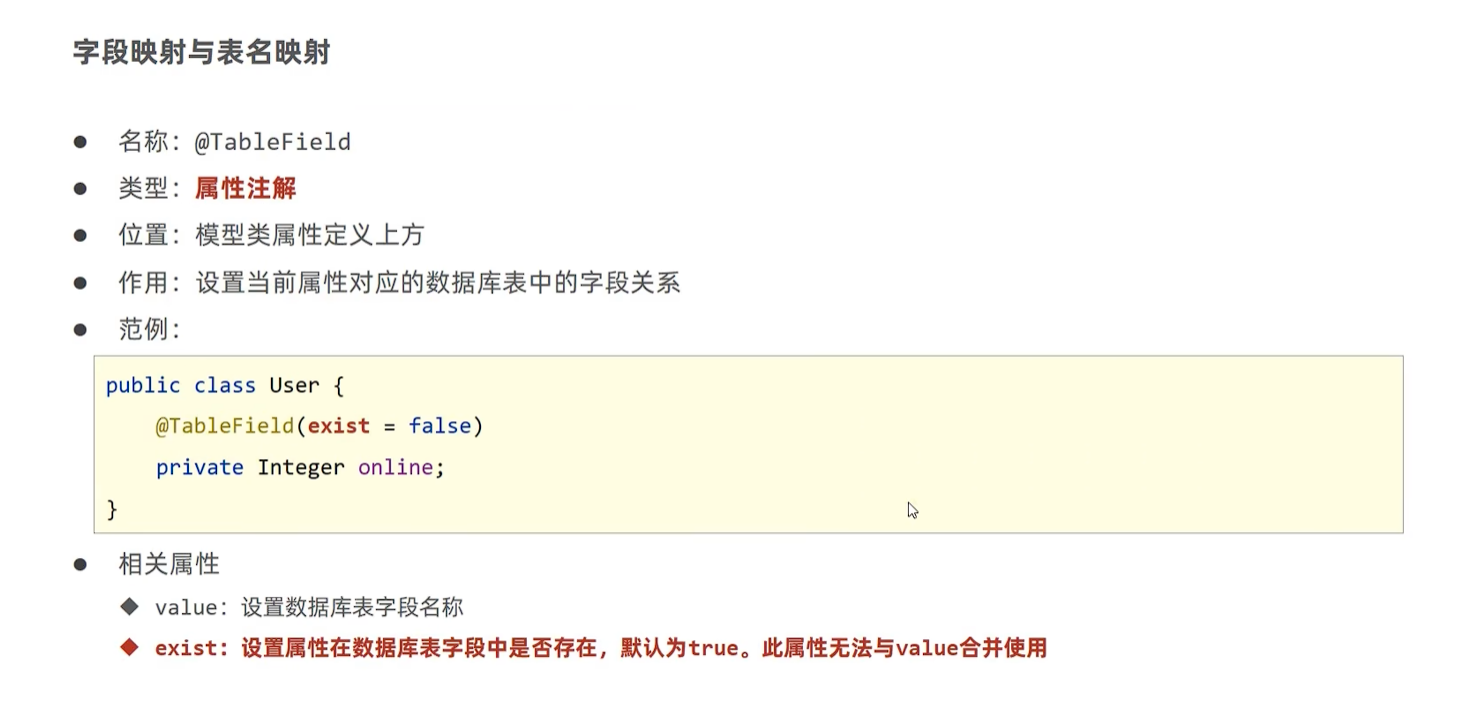 字段映射与表名映射
● 名称：@TableField
● 类型：属性注解
● 位置：模型类属性定义上方
● 作用：设置当前属性对应的数据库表中的字段关系
● 范例：
public class User {
    @TableField(exist = false)
    private Integer online;
}
● 相关属性
◆ value：设置数据库表字段名称
◆ exist：设置属性在数据库表字段中是否存在，默认为true。此属性无法与value合并使用